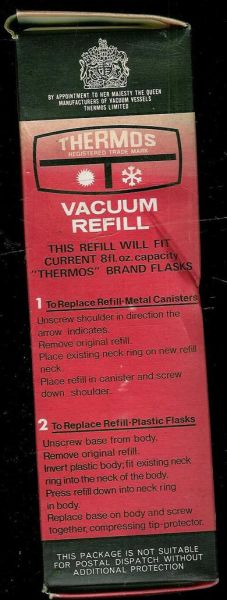 BY APPOINTMENT TO HER MAJESTY THE QUEEN
MANUFACTURERS OF VACUUM VESSELS
THERMOS LIMITED
THERMOS
REGISTERED TRADE MARK
VACUUM
REFILL
THIS REFILL WILL FIT
CURRENT 8fl.oz.capacity
"THERMOS" BRAND FLASKS
1 To Replace Refill-Metal Canisters
Unscrew shoulder in direction the
arrow indicates.
Remove original refill.
Place existing neck ring on new refill
neck.
Place refill in canister and screw
down shoulder.
2 To Replace Refill-Plastic Flasks
Unscrew base from body.
Remove original refill.
Invert plastic body; fit existing neck
ring into the neck of the body.
Press refill down into neck ring
in body.
Replace base on body and screw
together, compressing tip-protector.
THIS PACKAGE IS NOT SUITABLE
FOR POSTAL DISPATCH WITHOUT
ADDITIONAL PROTECTION